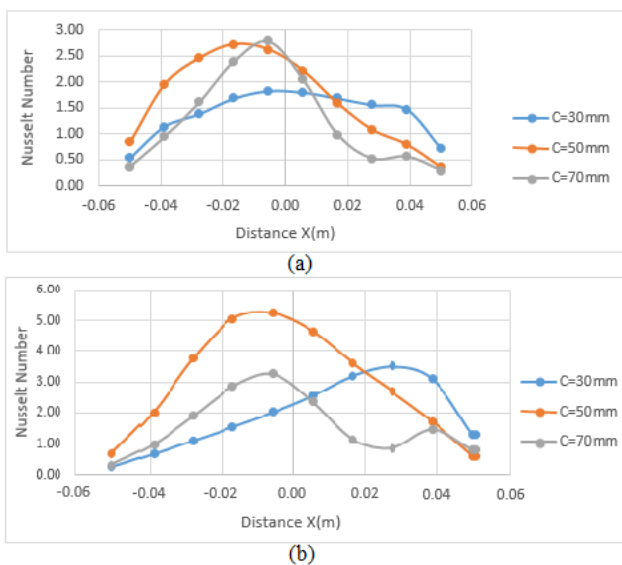 3.00
2.50
2.00
1.50
1.00
0.50
0.00
Nusselt Number
-0.06 -0.04 -0.02 0.00 0.02 0.04 0.06
Distance X(m)
C=30mm
C=50mm
C=70mm
(a)
6.00
5.00
4.00
3.00
2.00
1.00
0.00
Nusselt Number
-0.06 -0.04 -0.02 0.00 0.02 0.04 0.06
Distance X(m)
C=30mm
C=50mm
C=70mm
(b)